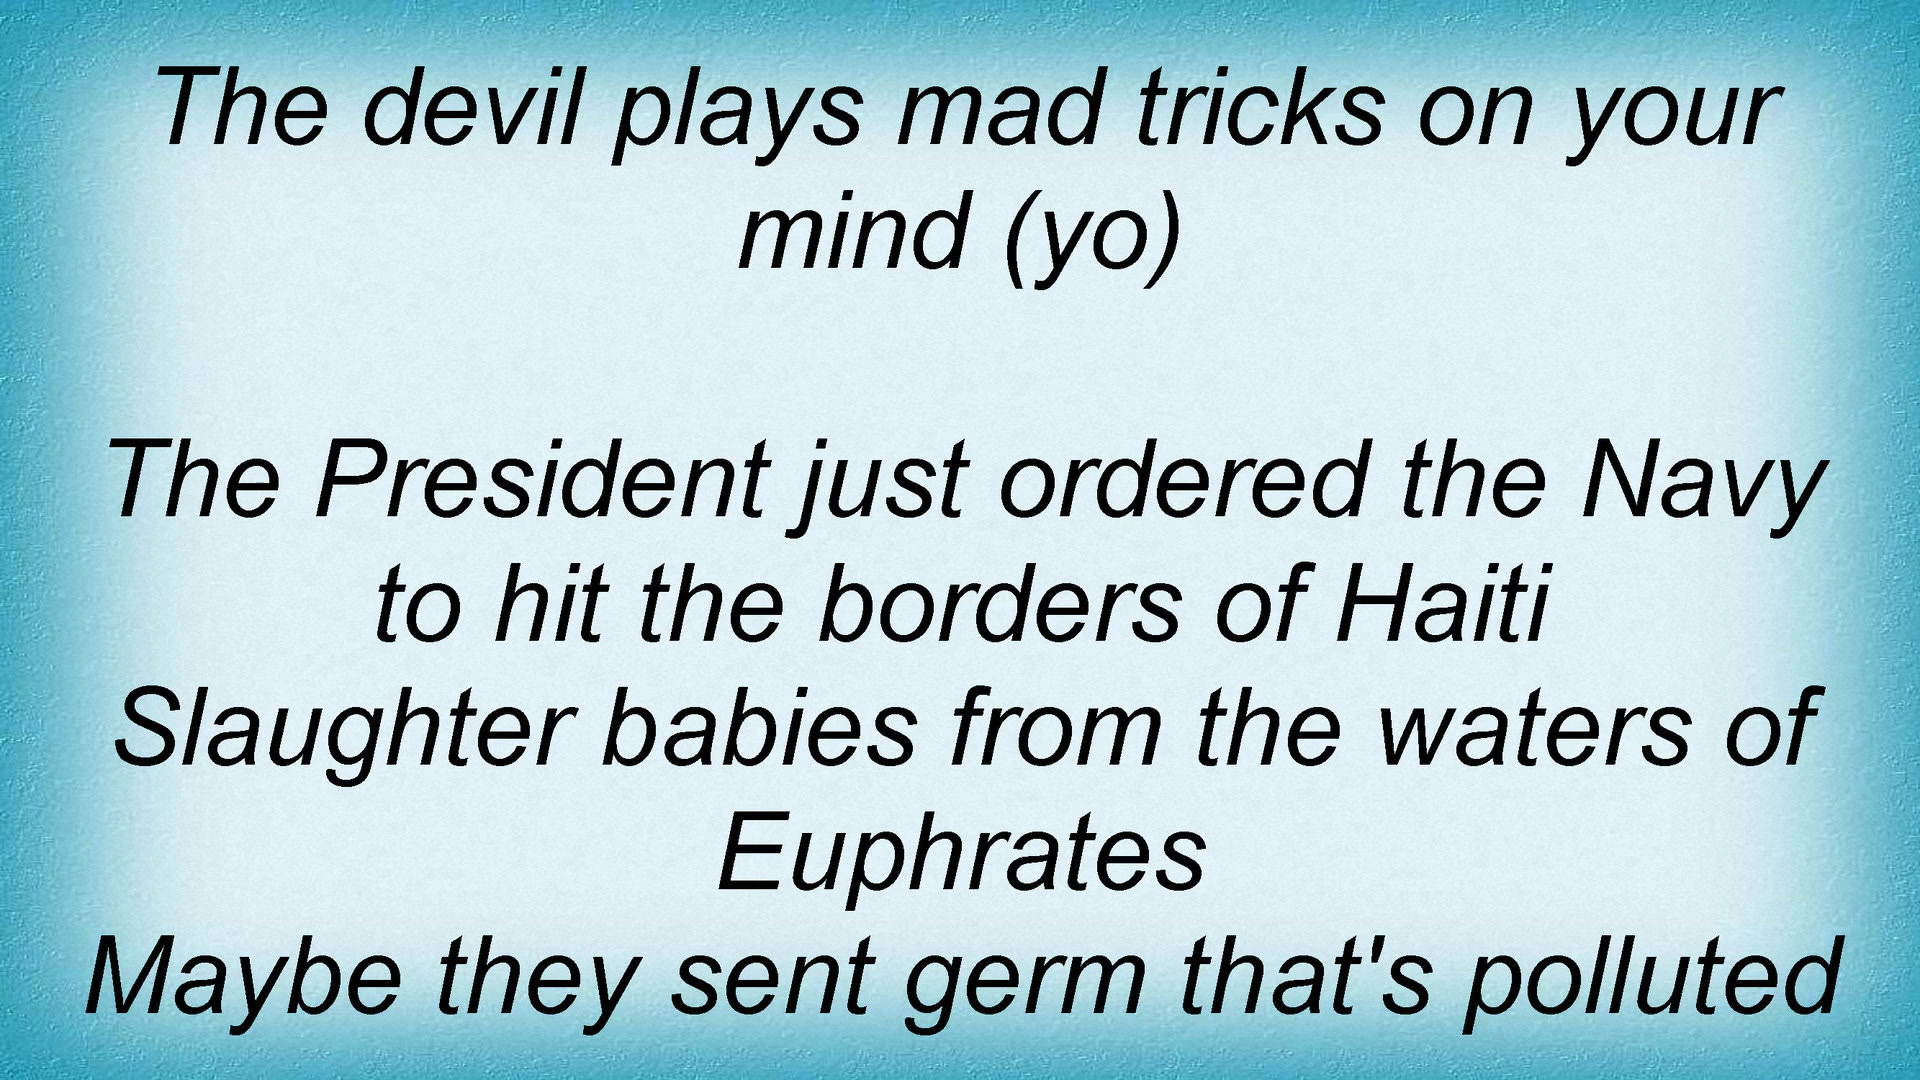 The devil plays mad tricks on your
mind (yo)
The President just ordered the Navy
to hit the borders of Haiti
Slaughter babies from the waters of
Euphrates
Maybe they sent germ that's polluted